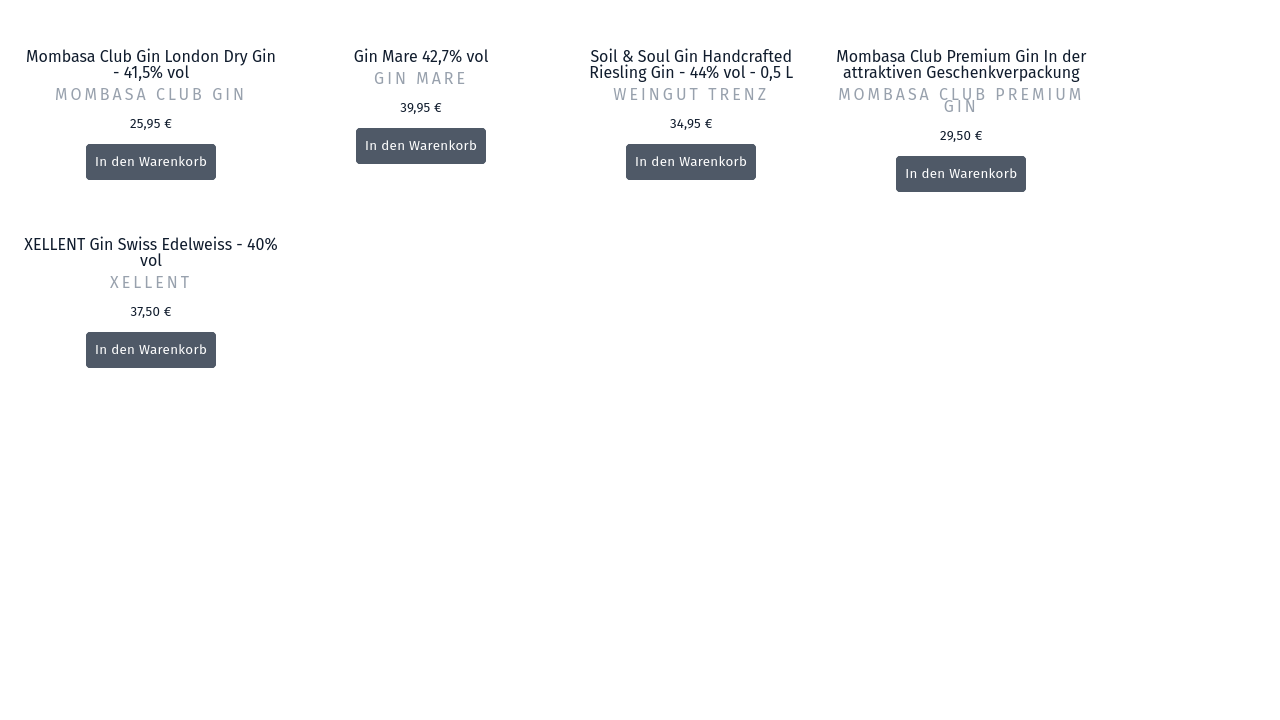 Mombasa Club Gin London Dry Gin
- 41,5% vol
MOMBASA CLUB GIN
25,95 €
In den Warenkorb
Gin Mare 42,7% vol
GIN MARE
39,95 €
In den Warenkorb
Soil & Soul Gin Handcrafted
Riesling Gin - 44% vol - 0,5 L
WEINGUT TRENZ
34,95 €
In den Warenkorb
Mombasa Club Premium Gin In der
attraktiven Geschenkverpackung
MOMBASA CLUB PREMIUM
GIN
29,50 €
In den Warenkorb
XELLENT Gin Swiss Edelweiss - 40%
vol
XELLENT
37,50 €
In den Warenkorb